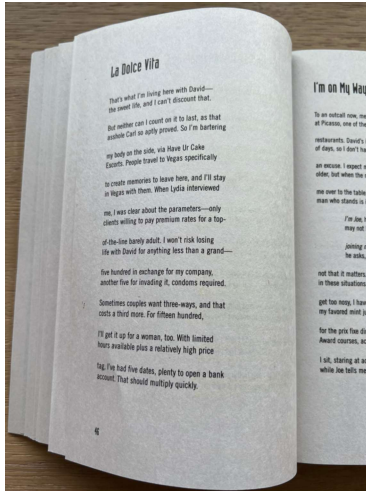 La Dolce Vita
That's what I'm living here with David—
the sweet life, and I can't discount that.
But neither can I count on it to last, as that
asshole Carl so aptly proved. So I'm bartering
my body on the side, via Have Ur Cake
Escorts. People travel to Vegas specifically
to create memories to leave here, and I'll stay
in Vegas with them. When Lydia interviewed
me, I was clear about the parameters—only
clients willing to pay premium rates for a top-
of-the-line barely adult. I won't risk losing
life with David for anything less than a grand—
five hundred in exchange for my company,
another five for invading it, condoms required.
Sometimes couples want three-ways, and that
costs a third more. For fifteen hundred,
I'll get it up for a woman, too. With limited
hours available plus a relatively high price
tag, I've had five dates, plenty to open a bank
account. That should multiply quickly.
46
I'm on My Way
To an outcall now, me
at Picasso, one of the
restaurants. David's
of days, so I don't ha
an excuse. I expect
older, but when the
me over to the table
man who stands is
I'm Joe,
may not
joining
he asks,
not that it matters.
in these situations
get too nosy, I hav
my favored mint ju
for the prix fixe di
Award courses, ac
I sit, staring at ac
while Joe tells me